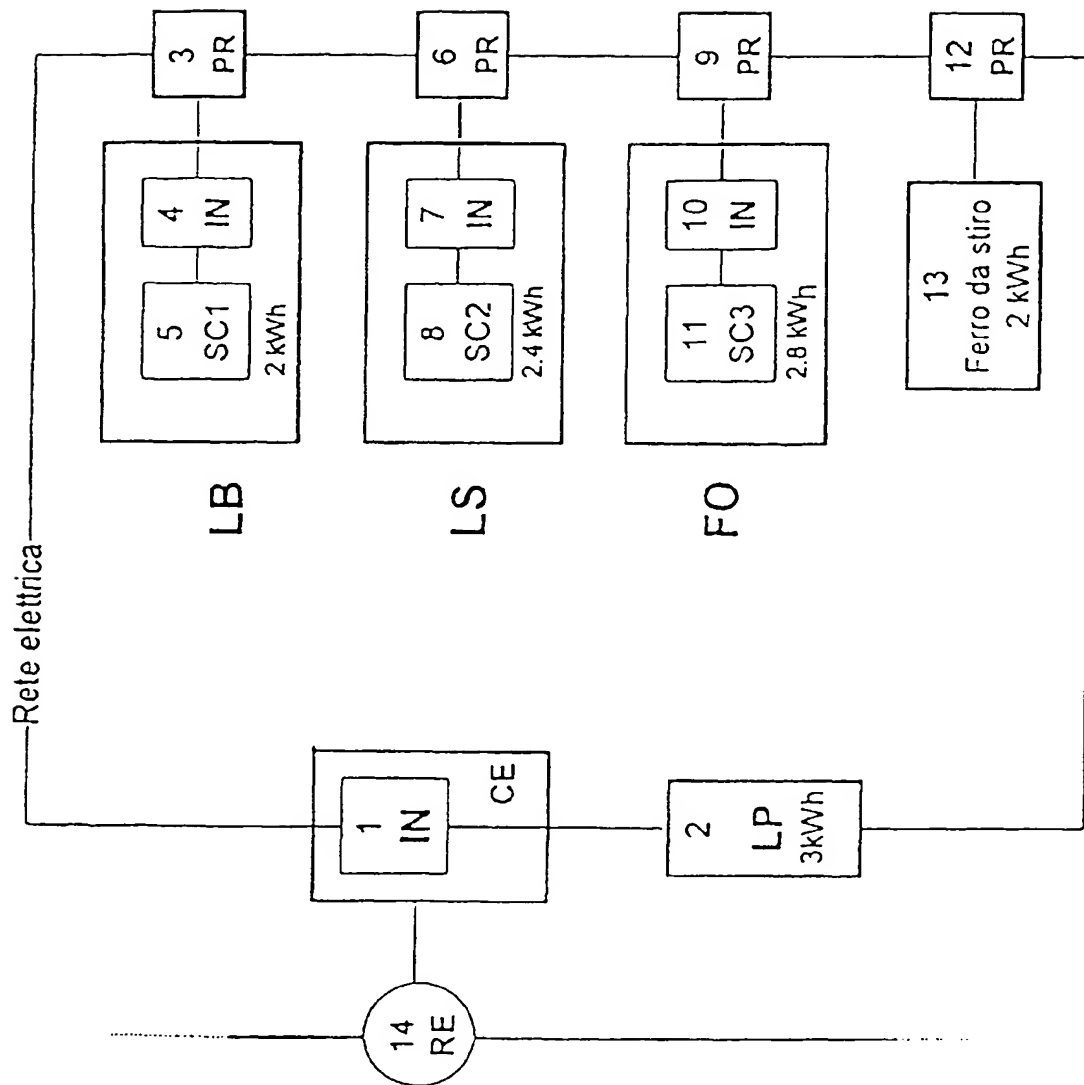 Rete elettrica
3
PR
4
IN
5
SC1
2 kWh
LB
6
PR
7
IN
8
SC2
2.4 kWh
LS
9
PR
10
IN
11
SC3
2.8 kWh
FO
12
PR
13
Ferro da stiro
2 kWh
1
IN
CE
2
LP
3kWh
14
RE